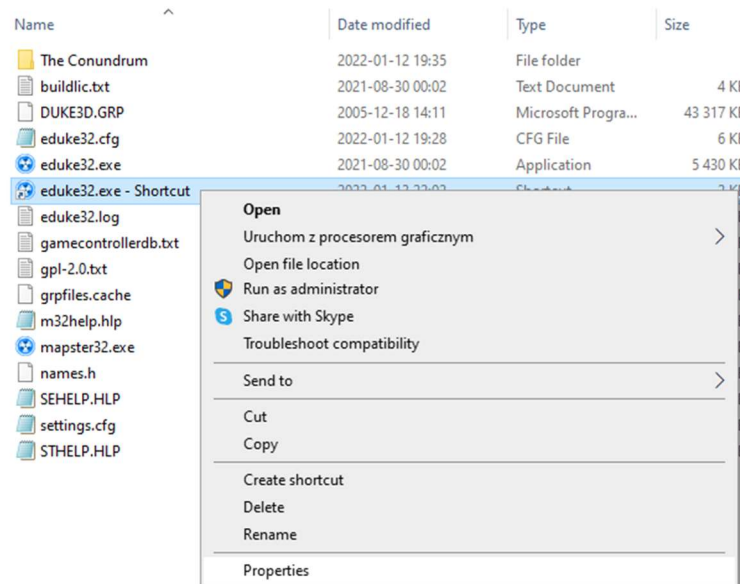 Name Date modified Type Size
The Conundrum 2022-01-12 19:35 File folder
buildlic.txt 2021-08-30 00:02 Text Document 4 K
DUKE3D.GRP 2005-12-18 14:11 Microsoft Progra... 43 317 K
eduke32.cfg 2022-01-12 19:28 CFG File 6 K
eduke32.exe 2021-08-30 00:02 Application 5 430 K
eduke32.exe - Shortcut Shortcut
eduke32.log
gamecontrollerdb.txt
gpl-2.0.txt
grpfiles.cache
m32help.hlp
mapster32.exe
names.h
SEHELP.HLP
settings.cfg
STHELP.HLP
Open
Uruchom z procesorem graficznym
Open file location
Run as administrator
Share with Skype
Troubleshoot compatibility
Send to
Cut
Copy
Create shortcut
Delete
Rename
Properties